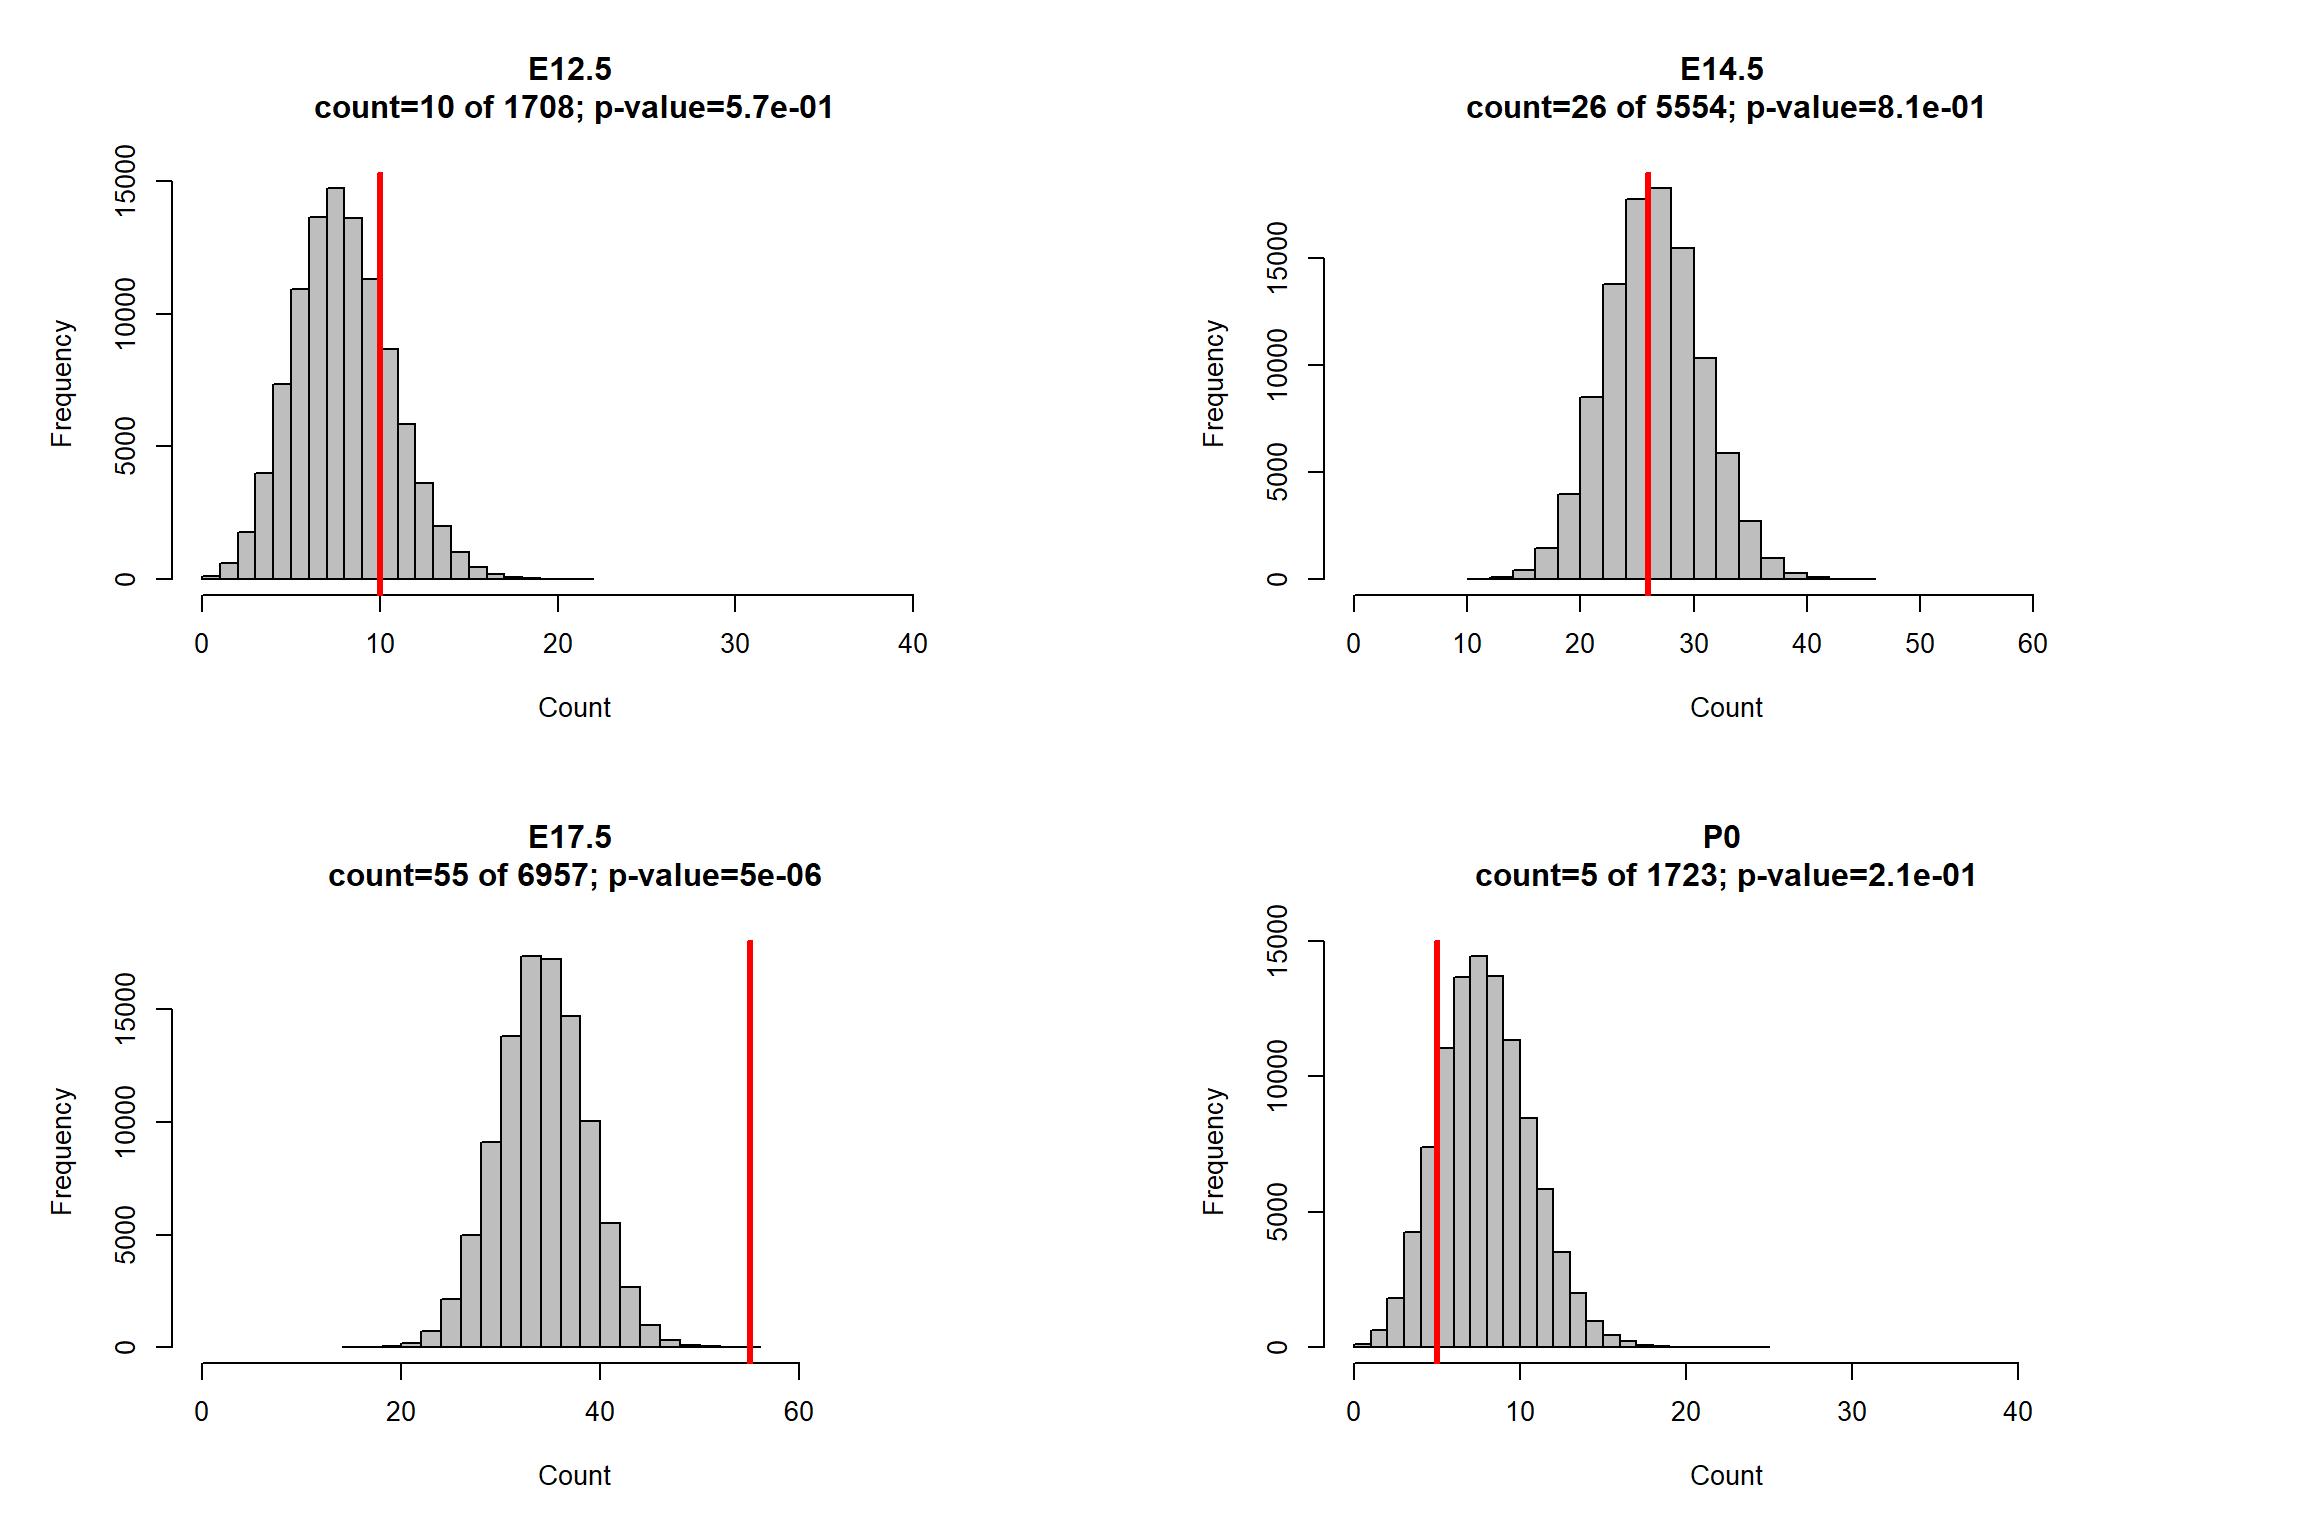 E12.5
count=10 of 1708; p-value=5.7e-01
Frequency
0
5000
10000
15000
0 10 20 30 40
Count
E14.5
count=26 of 5554; p-value=8.1e-01
Frequency
0
5000
10000
15000
0 10 20 30 40 50 60
Count
E17.5
count=55 of 6957; p-value=5e-06
Frequency
0
5000
10000
15000
0 20 40 60
Count
P0
count=5 of 1723; p-value=2.1e-01
Frequency
0
5000
10000
15000
0 10 20 30 40
Count